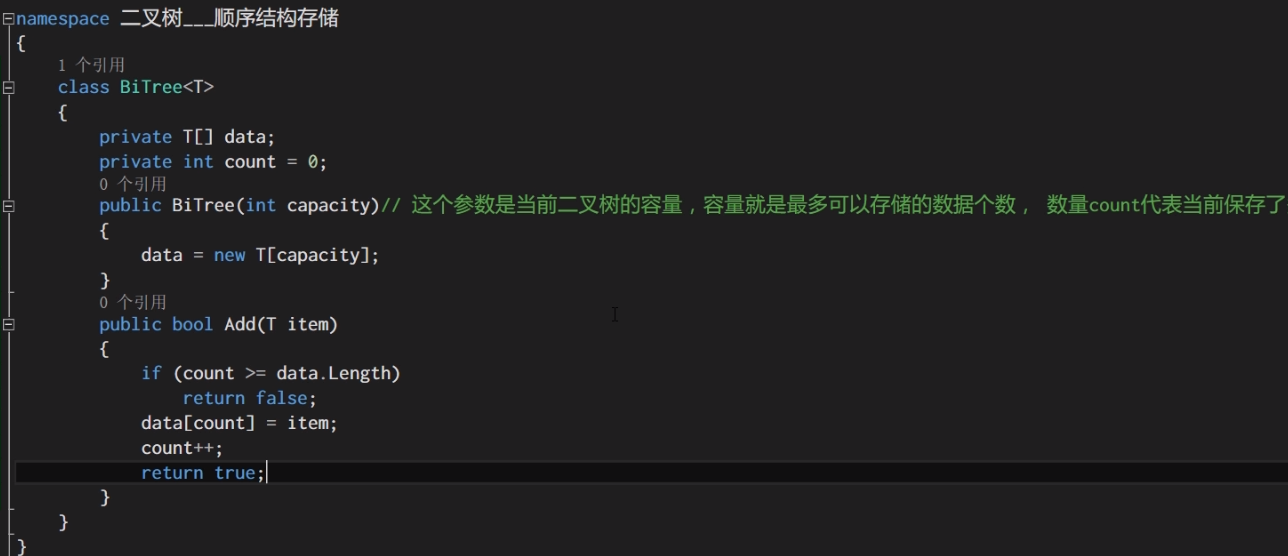 namespace 二叉树___顺序结构存储
{
1 个引用
class BiTree<T>
{
private T[] data;
private int count = 0;
0 个引用
public BiTree(int capacity)// 这个参数是当前二叉树的容量，容量就是最多可以存储的数据个数， 数量count代表当前保存了
{
data = new T[capacity];
}
0 个引用
public bool Add(T item)
{
if (count >= data.Length)
return false;
data[count] = item;
count++;
return true;
}
}
}